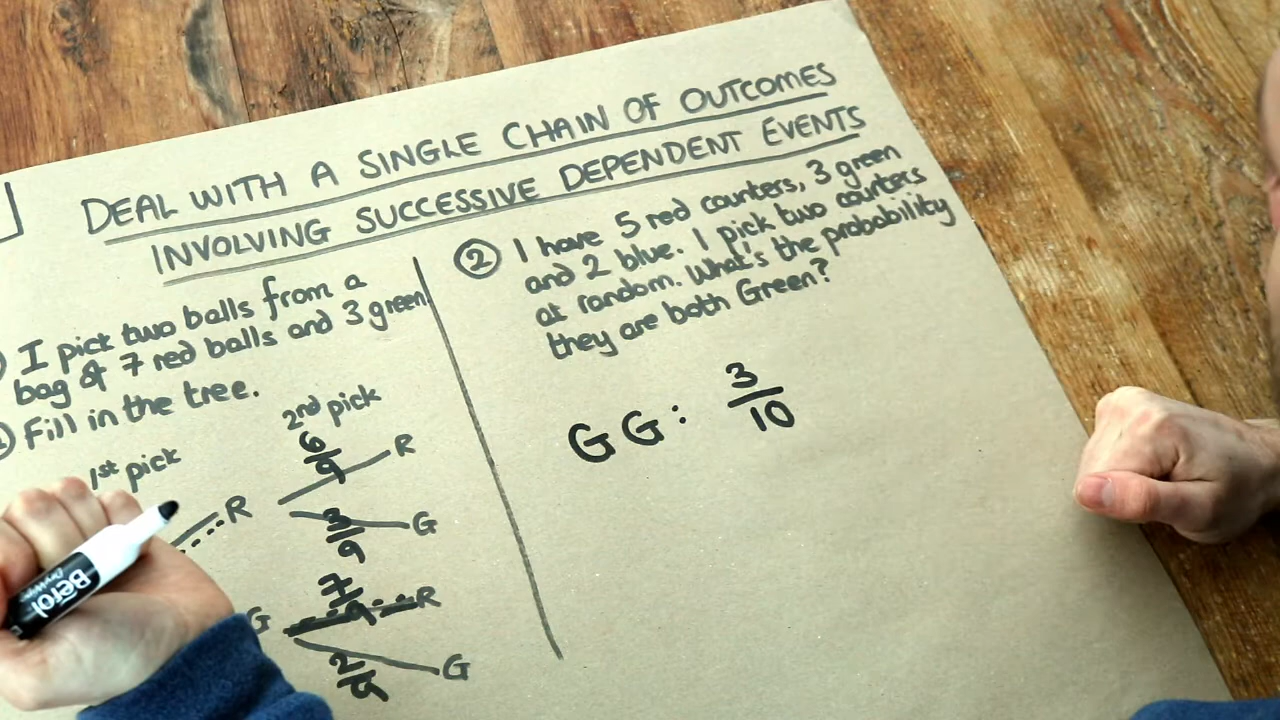 DEAL WITH A SINGLE CHAIN OF OUTCOMES
INVOLVING SUCCESSIVE DEPENDENT EVENTS
I pick two balls from a
bag of 7 red balls and 3 green.
Fill in the tree.
1st pick
2nd pick
R
6/9
R
3/9
G
G
7/9
R
2/9
G
② I have 5 red counters, 3 green
and 2 blue. I pick two counters
at random. What's the probability
they are both Green?
GG: 3/10
Berol